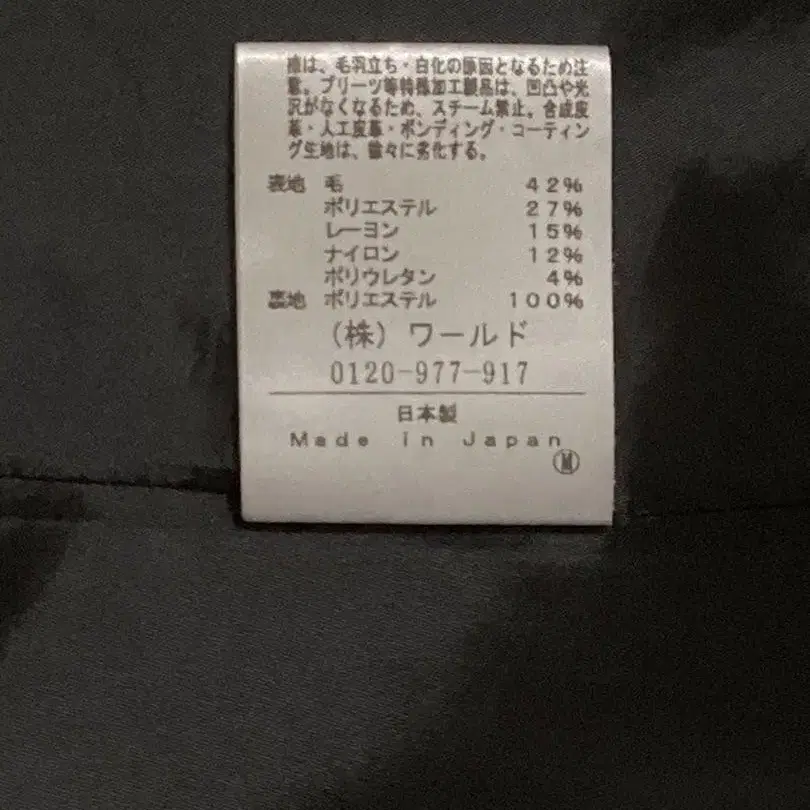 擦は、毛羽立ち・白化の原因となるため注
意。プリーツ等特殊加工製品は、凹凸や光
沢がなくなるため、スチーム禁止。合成皮
革・人工皮革・ボンディング・コーティン
グ生地は、徐々に劣化する。
表地 毛 42%
ポリエステル 27%
レーヨン 15%
ナイロン 12%
ポリウレタン 4%
裏地 ポリエステル 100%
(株) ワールド
0120-977-917
日本製
Made in Japan
Ⓜ